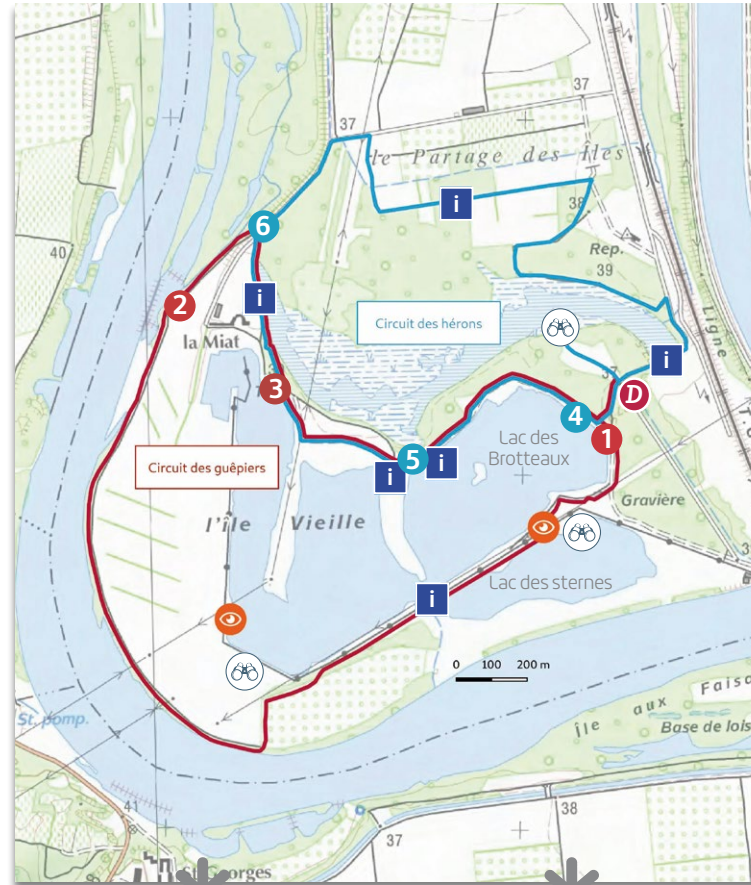 37
37
le Partage des Îles
i
38
6
40
Rep.
39
2
i
Ligne
la Miat
Circuit des hérons
i
37
3
D
4
1
Lac des
Brotteaux
5
i
i
Circuit des guêpiers
Gravière
l'île Vieille
Lac des sternes
i
0 100 200 m
St. pomp.
île aux Faisa
Base de lois
41
38
37
St-Georges